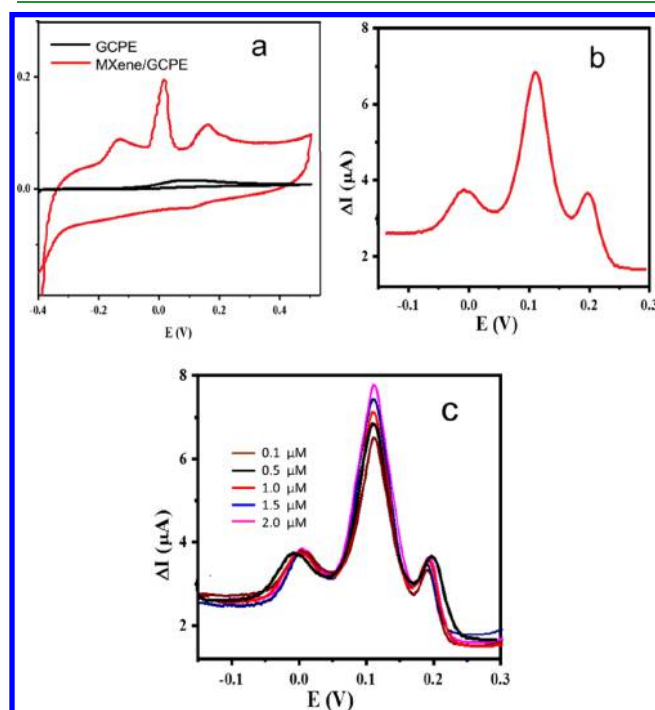 GCPE
MXene/GCPE
a
0.2
0.0
-0.4
-0.2
0.0
0.2
0.4
E (V)
b
8
6
4
2
ΔI (µA)
-0.1
0.0
0.1
0.2
0.3
E (V)
c
8
6
4
2
ΔI (µA)
0.1 µM
0.5 µM
1.0 µM
1.5 µM
2.0 µM
-0.1
0.0
0.1
0.2
0.3
E (V)